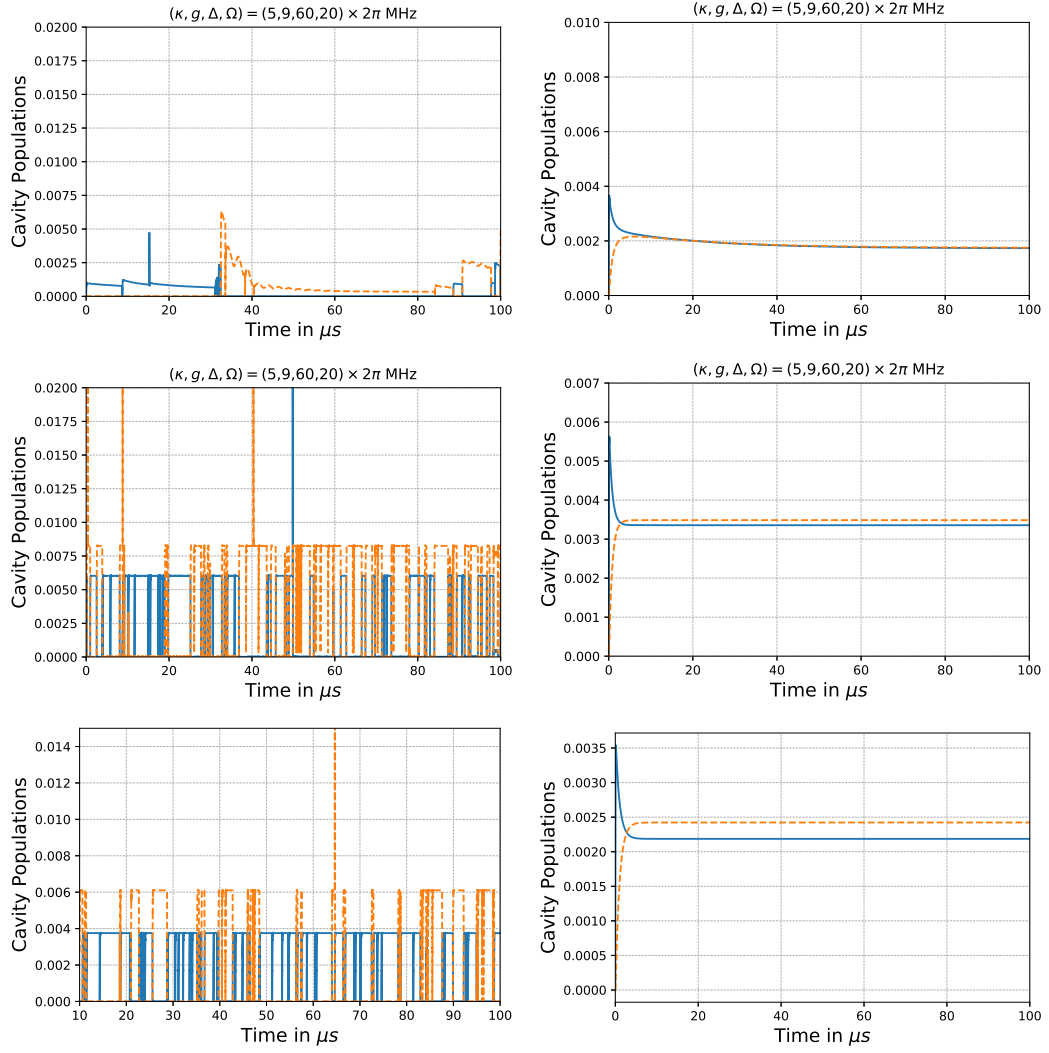 (κ, g, Δ, Ω) = (5,9,60,20) × 2π MHz
0.0200
0.0175
0.0150
0.0125
0.0100
0.0075
0.0050
0.0025
0.0000
Cavity Populations
0 20 40 60 80 100
Time in μs
(κ, g, Δ, Ω) = (5,9,60,20) × 2π MHz
0.010
0.008
0.006
0.004
0.002
0.000
Cavity Populations
0 20 40 60 80 100
Time in μs
(κ, g, Δ, Ω) = (5,9,60,20) × 2π MHz
0.0200
0.0175
0.0150
0.0125
0.0100
0.0075
0.0050
0.0025
0.0000
Cavity Populations
0 20 40 60 80 100
Time in μs
(κ, g, Δ, Ω) = (5,9,60,20) × 2π MHz
0.007
0.006
0.005
0.004
0.003
0.002
0.001
0.000
Cavity Populations
0 20 40 60 80 100
Time in μs
0.014
0.012
0.010
0.008
0.006
0.004
0.002
0.000
Cavity Populations
10 20 30 40 50 60 70 80 90 100
Time in μs
0.0035
0.0030
0.0025
0.0020
0.0015
0.0010
0.0005
0.0000
Cavity Populations
0 20 40 60 80 100
Time in μs